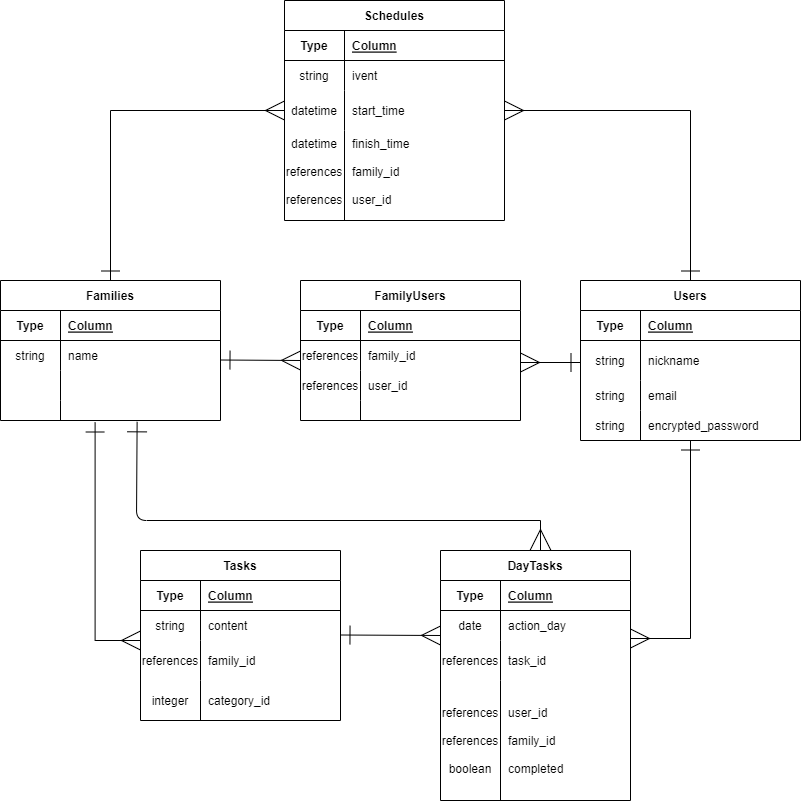 Schedules
Type Column
string ivent
datetime start_time
datetime finish_time
references family_id
references user_id
Families
Type Column
string name
FamilyUsers
Type Column
references family_id
references user_id
Users
Type Column
string nickname
string email
string encrypted_password
Tasks
Type Column
string content
references family_id
integer category_id
DayTasks
Type Column
date action_day
references task_id
references user_id
references family_id
boolean completed